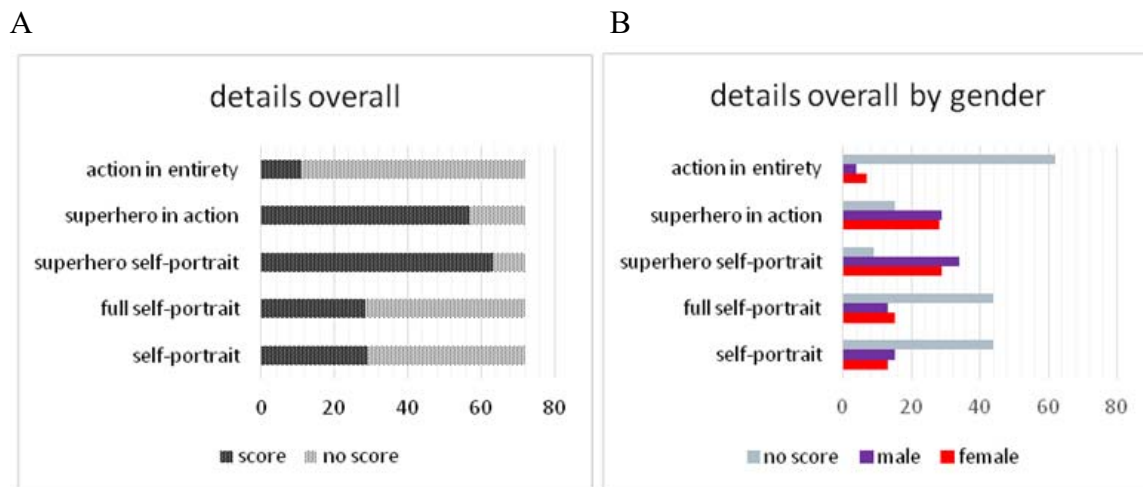 A
B
details overall
action in entirety
superhero in action
superhero self-portrait
full self-portrait
self-portrait
0 20 40 60 80
score no score
details overall by gender
action in entirety
superhero in action
superhero self-portrait
full self-portrait
self-portrait
0 20 40 60 80
no score male female